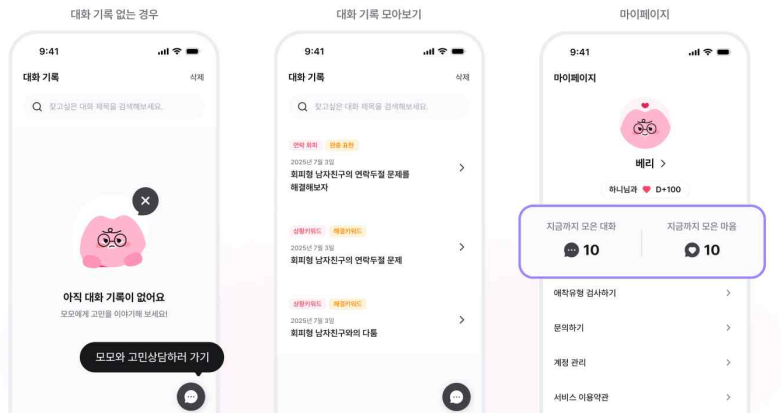 대화 기록 없는 경우
9:41
대화 기록
삭제
찾고싶은 대화 제목을 검색해보세요.
아직 대화 기록이 없어요
모모에게 고민을 이야기해 보세요!
모모와 고민상담하러 가기
대화 기록 모아보기
9:41
대화 기록
삭제
찾고싶은 대화 제목을 검색해보세요.
연락 회피 완충 표현
2025년 7월 3일
회피형 남자친구의 연락두절 문제를
해결해보자
상황키워드 해결키워드
2025년 7월 3일
회피형 남자친구의 연락두절 문제
상황키워드 해결키워드
2025년 7월 3일
회피형 남자친구와의 다툼
마이페이지
9:41
마이페이지
베리
하니님과 D+100
지금까지 모은 대화
10
지금까지 모은 마음
10
애착유형 검사하기
문의하기
계정 관리
서비스 이용약관